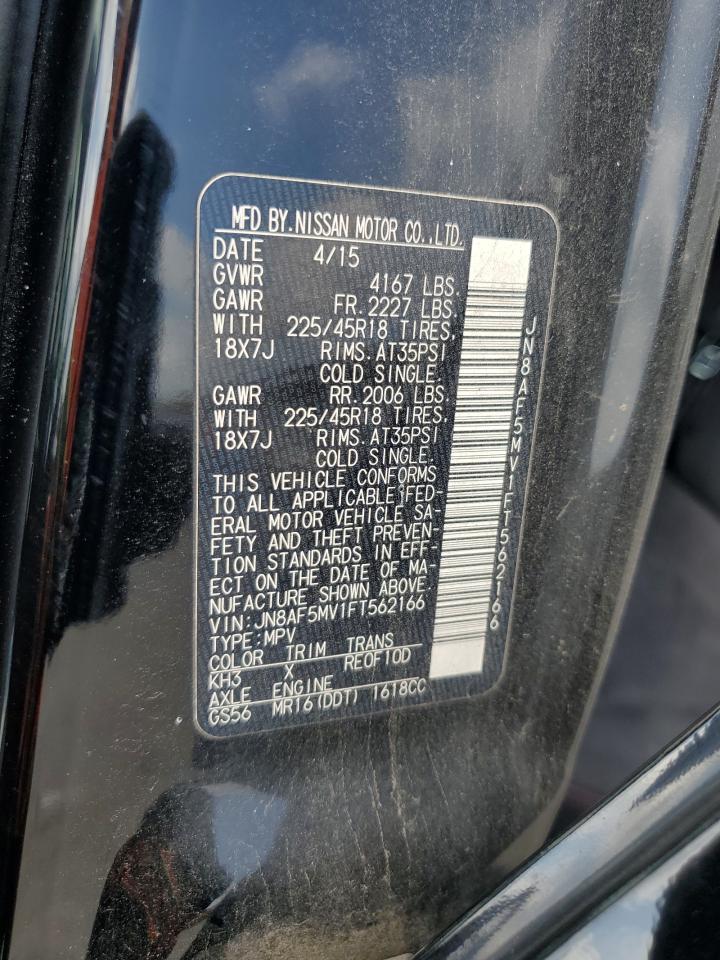 MFD BY.NISSAN MOTOR CO.,LTD.
DATE 4/15
GVWR 4167 LBS.
GAWR FR.2227 LBS.
WITH 225/45R18 TIRES,
18X7J RIMS.AT35PSI
COLD SINGLE.
GAWR RR.2006 LBS.
WITH 225/45R18 TIRES,
18X7J RIMS.AT35PSI
COLD SINGLE.
THIS VEHICLE CONFORMS
TO ALL APPLICABLE FED-
ERAL MOTOR VEHICLE SA-
FETY AND THEFT PREVEN-
TION STANDARDS IN EFF-
ECT ON THE DATE OF MA-
NUFACTURE SHOWN ABOVE.
VIN:JN8AF5MV1FT562166
TYPE:MPV
COLOR TRIM TRANS
KH3 X RE0F10D
AXLE ENGINE
GS56 MR16(DDT) 1618CC
JN8AF5MV1FT562166